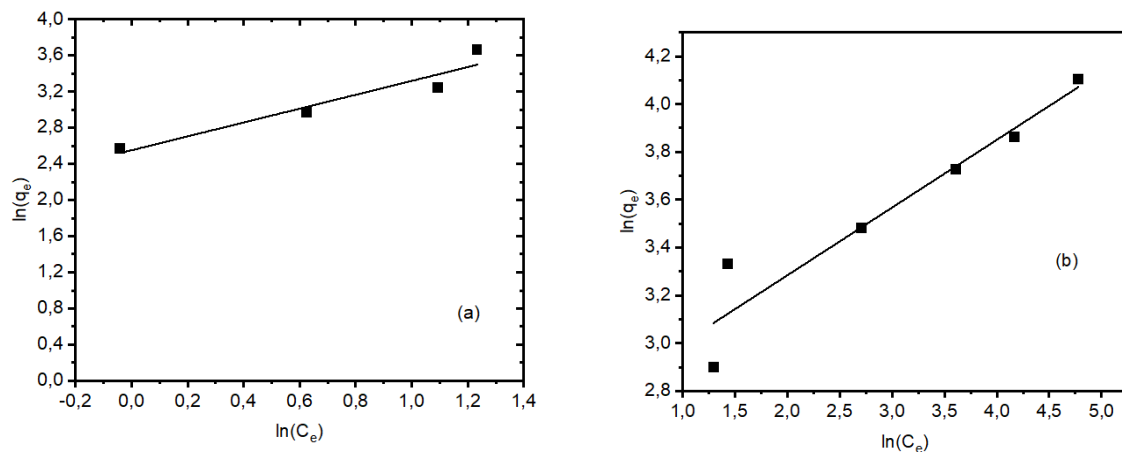 4,0
3,6
3,2
2,8
2,4
2,0
1,6
1,2
0,8
0,4
0,0
ln(qe)
(a)
-0,2 0,0 0,2 0,4 0,6 0,8 1,0 1,2 1,4
ln(Ce)
4,2
4,0
3,8
3,6
3,4
3,2
3,0
2,8
ln(qe)
(b)
1,0 1,5 2,0 2,5 3,0 3,5 4,0 4,5 5,0
ln(Ce)